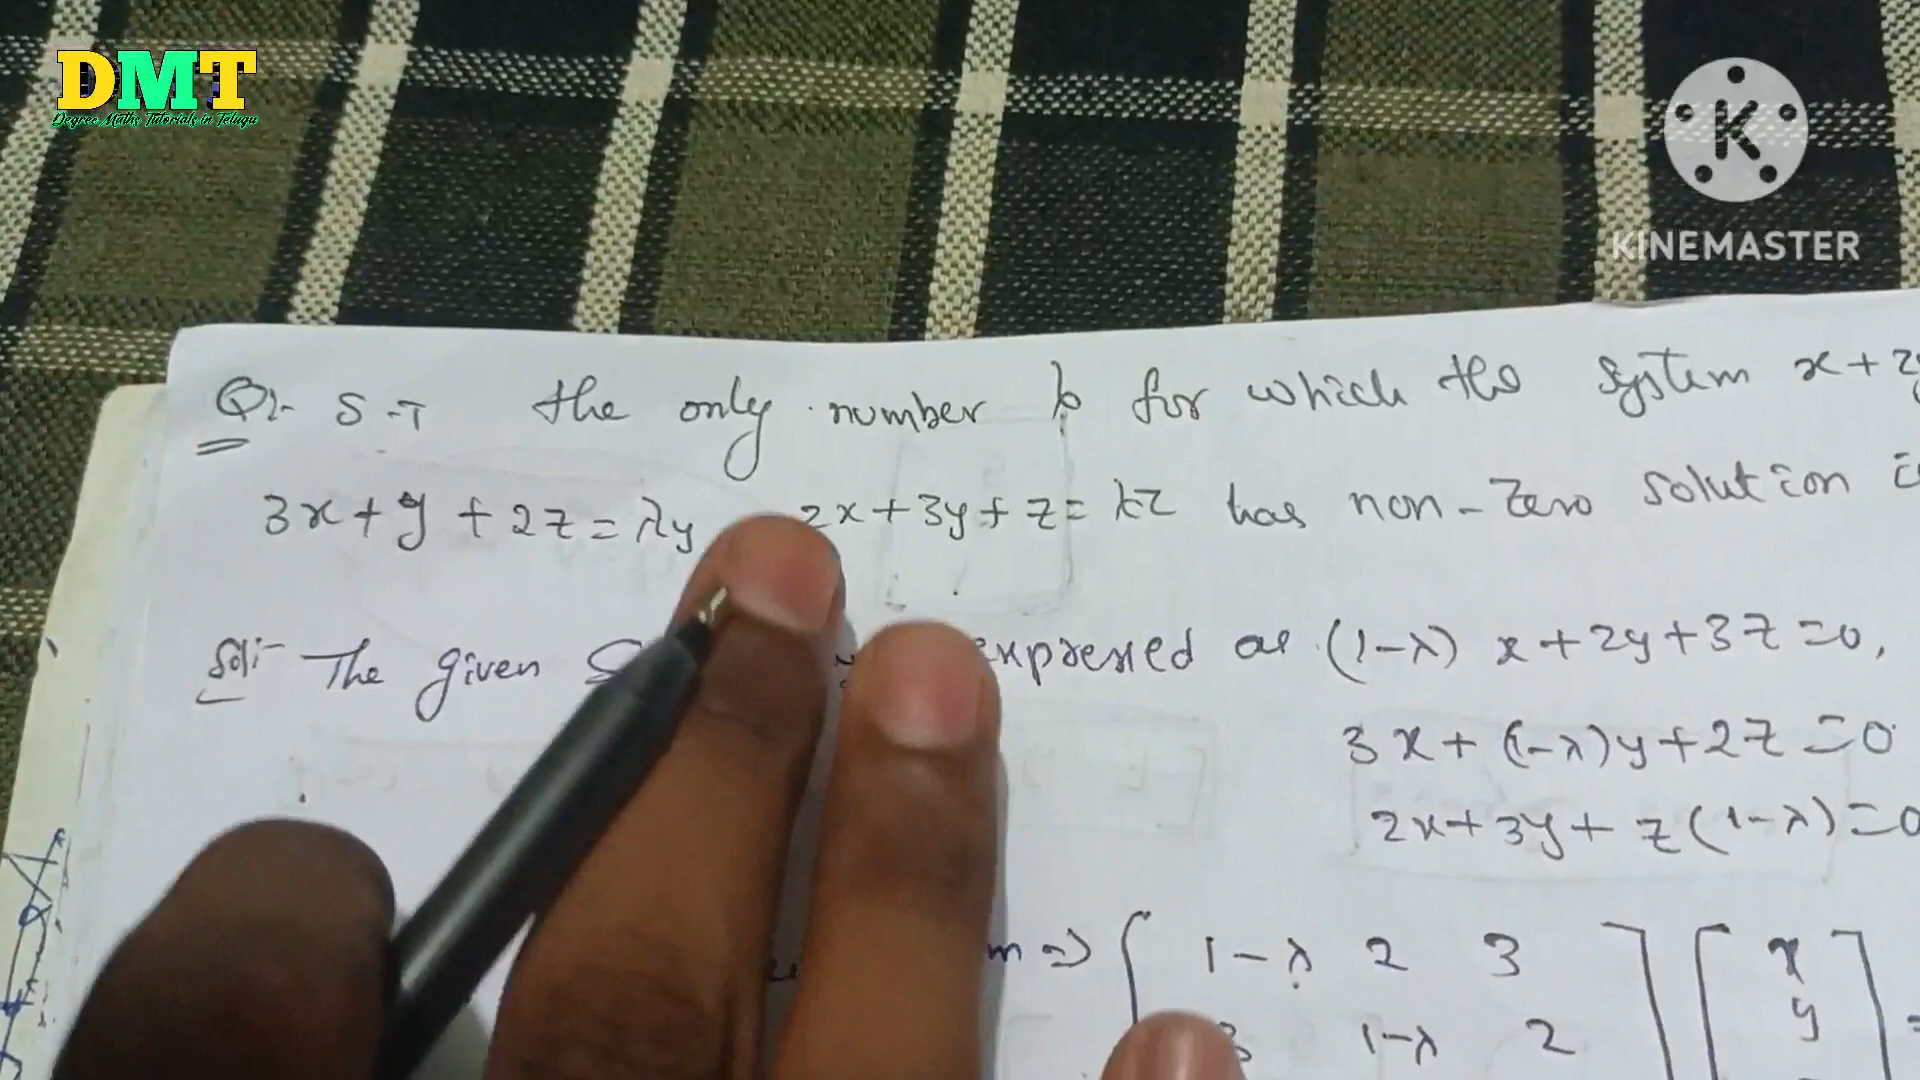 DMT
Degree Maths Tutorials in Telugu
KINEMASTER
Q1:- S.T the only number b for which the system x + 2y
3x + y + 2z = λy 2x + 3y + z = λz has non-zero solution
Sol:- The given expressed as (1-λ) x + 2y + 3z = 0,
3x + (1-λ)y + 2z = 0
2x + 3y + z(1-λ) = 0
⇒ [ 1-λ 2 3 ] [ x
1-λ 2 y =